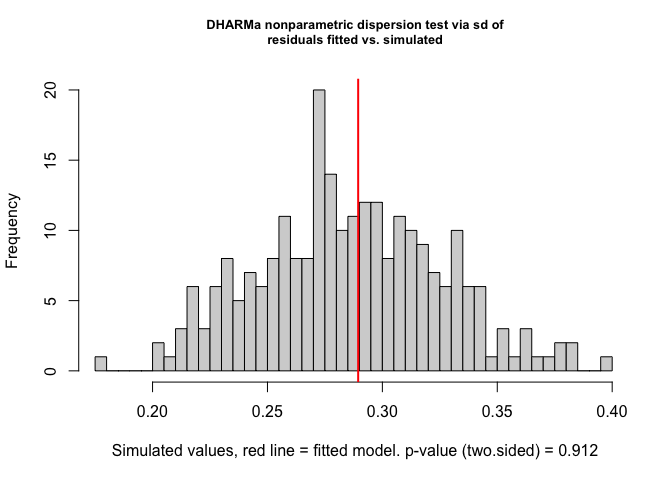 DHARMa nonparametric dispersion test via sd of
residuals fitted vs. simulated
Frequency
20
15
10
5
0
0.20 0.25 0.30 0.35 0.40
Simulated values, red line = fitted model. p-value (two.sided) = 0.912